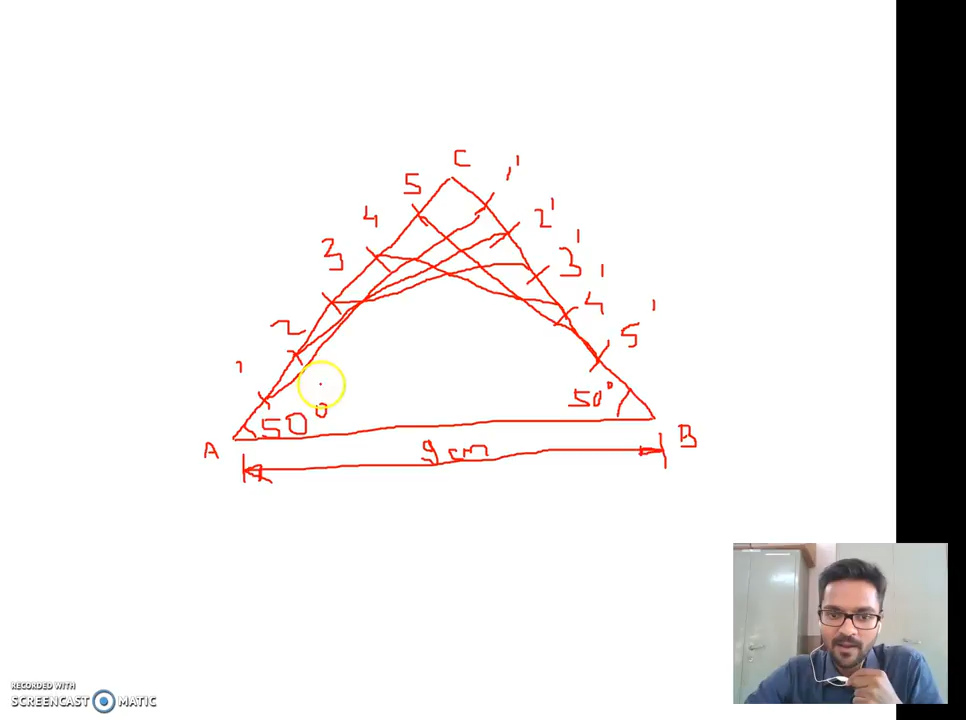 C
5
1'
4
2'
3
3'
2
4'
1
5'
50°
50°
A
B
9 cm
RECORDED WITH
SCREENCAST MATIC